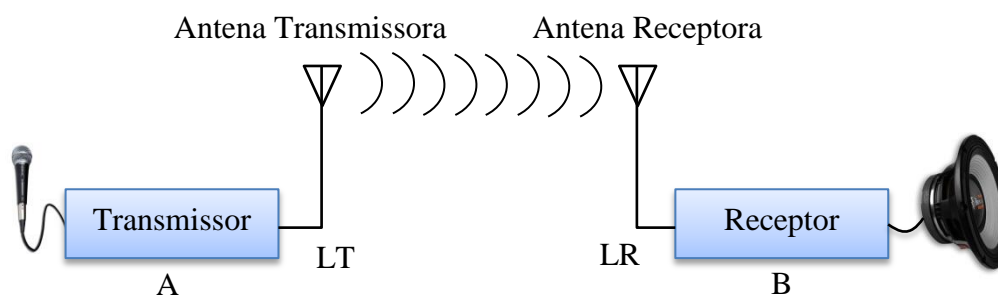 Antena Transmissora
Antena Receptora
Transmissor
Receptor
LT
LR
A
B